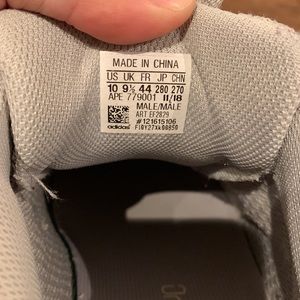 MADE IN CHINA
US UK FR JP CHN
10 9½ 44 280 270
APE 779001 11/18
MALE/MALE
ART EF2879
#121615106
adidas